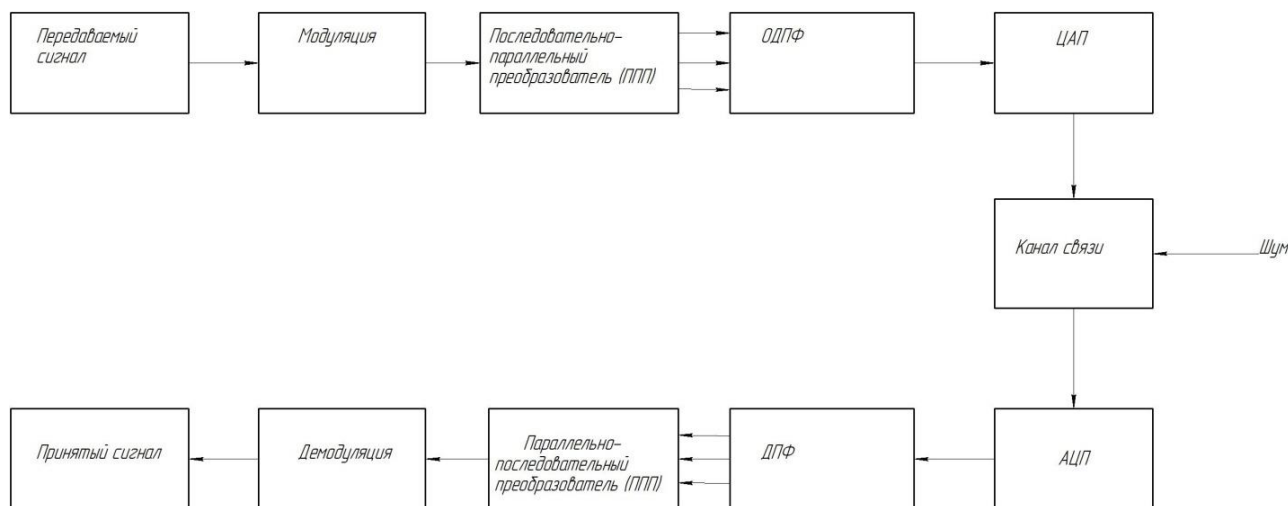 Передаваемый
сигнал
Модуляция
Последовательно-
параллельный
преобразователь (ППП)
ОДПФ
ЦАП
Канал связи
Шум
Принятый сигнал
Демодуляция
Параллельно-
последовательный
преобразователь (ППП)
ДПФ
АЦП